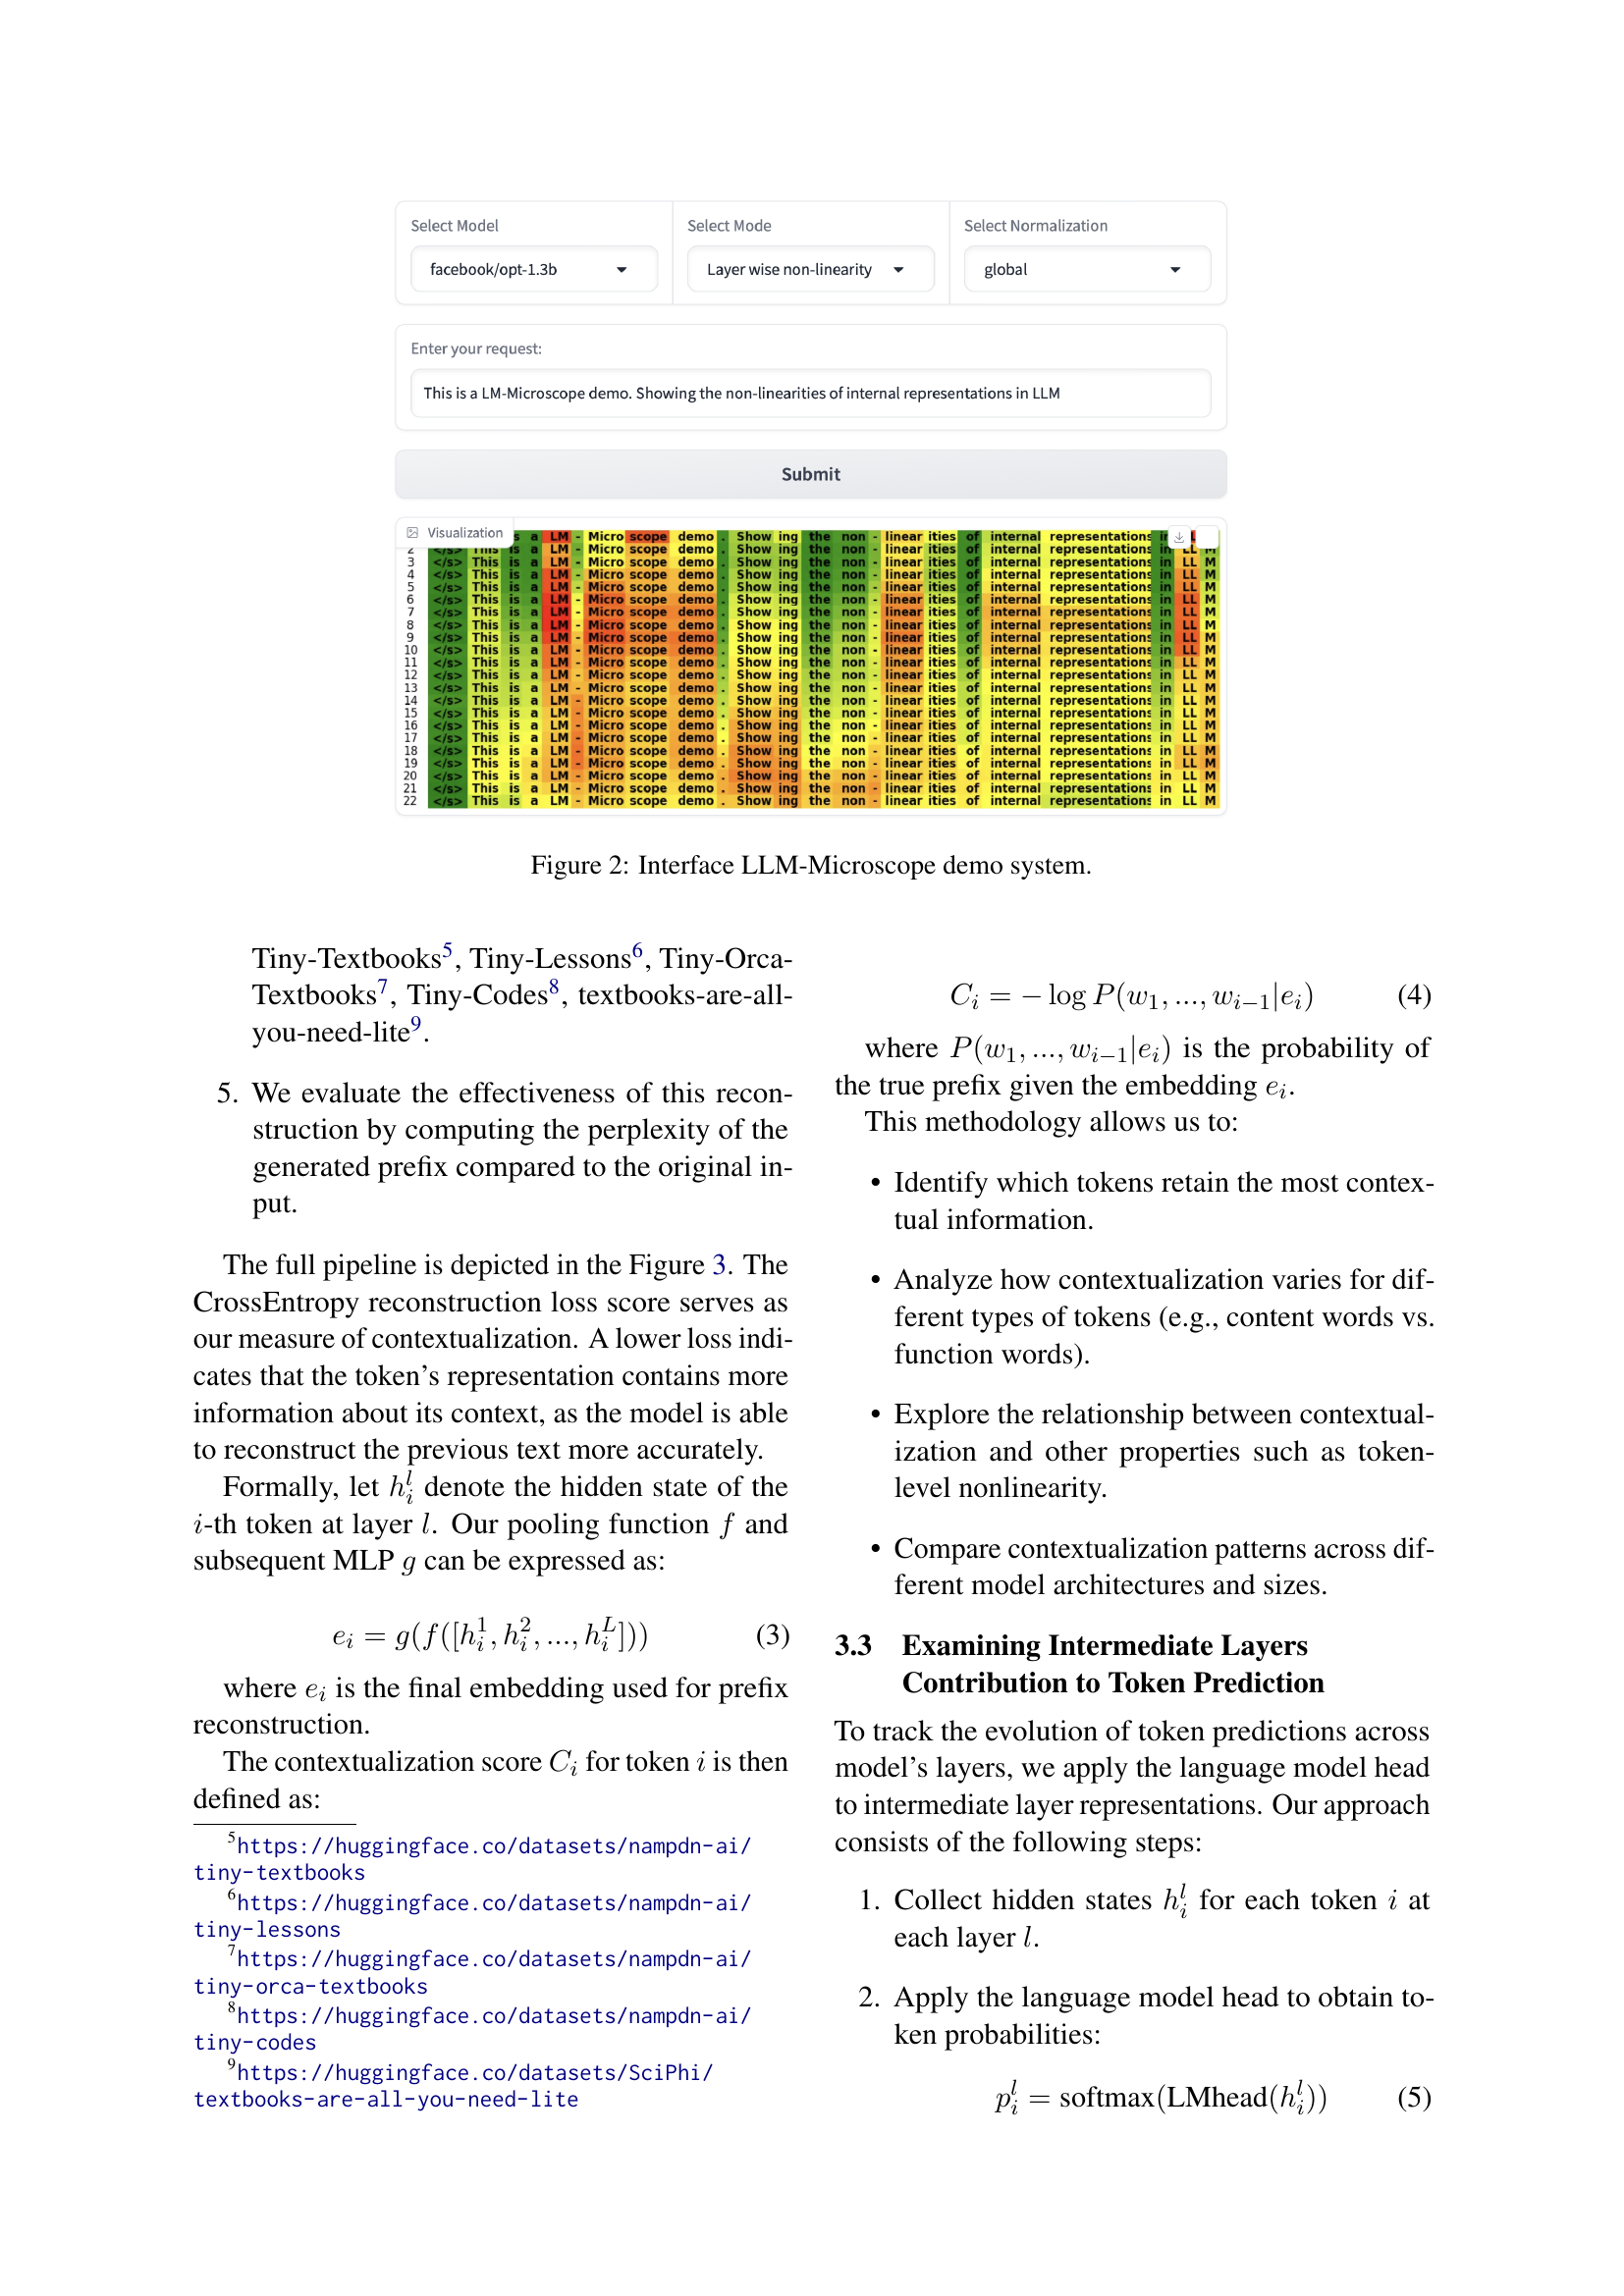 Select Model
Select Mode
Select Normalization
facebook/opt-1.3b
Layer wise non-linearity
global
Enter your request:
This is a LM-Microscope demo. Showing the non-linearities of internal representations in LLM
Submit
Visualization
s a LM - Micro scope demo . Show ing the non - linear ities of internal representations in L
2 </s> This is a LM - Micro scope demo . Show ing the non - linear ities of internal representations in LL M
3 </s> This is a LM - Micro scope demo . Show ing the non - linear ities of internal representations in LL M
4 </s> This is a LM - Micro scope demo . Show ing the non - linear ities of internal representations in LL M
5 </s> This is a LM - Micro scope demo . Show ing the non - linear ities of internal representations in LL M
6 </s> This is a LM - Micro scope demo . Show ing the non - linear ities of internal representations in LL M
7 </s> This is a LM - Micro scope demo . Show ing the non - linear ities of internal representations in LL M
8 </s> This is a LM - Micro scope demo . Show ing the non - linear ities of internal representations in LL M
9 </s> This is a LM - Micro scope demo . Show ing the non - linear ities of internal representations in LL M
10 </s> This is a LM - Micro scope demo . Show ing the non - linear ities of internal representations in LL M
11 </s> This is a LM - Micro scope demo . Show ing the non - linear ities of internal representations in LL M
12 </s> This is a LM - Micro scope demo . Show ing the non - linear ities of internal representations in LL M
13 </s> This is a LM - Micro scope demo . Show ing the non - linear ities of internal representations in LL M
14 </s> This is a LM - Micro scope demo . Show ing the non - linear ities of internal representations in LL M
15 </s> This is a LM - Micro scope demo . Show ing the non - linear ities of internal representations in LL M
16 </s> This is a LM - Micro scope demo . Show ing the non - linear ities of internal representations in LL M
17 </s> This is a LM - Micro scope demo . Show ing the non - linear ities of internal representations in LL M
18 </s> This is a LM - Micro scope demo . Show ing the non - linear ities of internal representations in LL M
19 </s> This is a LM - Micro scope demo . Show ing the non - linear ities of internal representations in LL M
20 </s> This is a LM - Micro scope demo . Show ing the non - linear ities of internal representations in LL M
21 </s> This is a LM - Micro scope demo . Show ing the non - linear ities of internal representations in LL M
22 </s> This is a LM - Micro scope demo . Show ing the non - linear ities of internal representations in LL M
Figure 2: Interface LLM-Microscope demo system.
Tiny-Textbooks⁵, Tiny-Lessons⁶, Tiny-Orca-
Textbooks⁷, Tiny-Codes⁸, textbooks-are-all-
you-need-lite⁹.
5. We evaluate the effectiveness of this recon-
struction by computing the perplexity of the
generated prefix compared to the original in-
put.
The full pipeline is depicted in the Figure 3. The
CrossEntropy reconstruction loss score serves as
our measure of contextualization. A lower loss indi-
cates that the token's representation contains more
information about its context, as the model is able
to reconstruct the previous text more accurately.
Formally, let $h_i^l$ denote the hidden state of the
$i$-th token at layer $l$. Our pooling function $f$ and
subsequent MLP $g$ can be expressed as:
$e_i = g(f([h_i^1, h_i^2, ..., h_i^L]))$ (3)
where $e_i$ is the final embedding used for prefix
reconstruction.
The contextualization score $C_i$ for token $i$ is then
defined as:
⁵https://huggingface.co/datasets/nampdn-ai/
tiny-textbooks
⁶https://huggingface.co/datasets/nampdn-ai/
tiny-lessons
⁷https://huggingface.co/datasets/nampdn-ai/
tiny-orca-textbooks
⁸https://huggingface.co/datasets/nampdn-ai/
tiny-codes
⁹https://huggingface.co/datasets/SciPhi/
textbooks-are-all-you-need-lite
$C_i = -\log P(w_1, ..., w_{i-1}|e_i)$ (4)
where $P(w_1, ..., w_{i-1}|e_i)$ is the probability of
the true prefix given the embedding $e_i$.
This methodology allows us to:
• Identify which tokens retain the most contex-
tual information.
• Analyze how contextualization varies for dif-
ferent types of tokens (e.g., content words vs.
function words).
• Explore the relationship between contextual-
ization and other properties such as token-
level nonlinearity.
• Compare contextualization patterns across dif-
ferent model architectures and sizes.
3.3 Examining Intermediate Layers
Contribution to Token Prediction
To track the evolution of token predictions across
model's layers, we apply the language model head
to intermediate layer representations. Our approach
consists of the following steps:
1. Collect hidden states $h_i^l$ for each token $i$ at
each layer $l$.
2. Apply the language model head to obtain to-
ken probabilities:
$p_i^l = \text{softmax}(\text{LMhead}(h_i^l))$ (5)